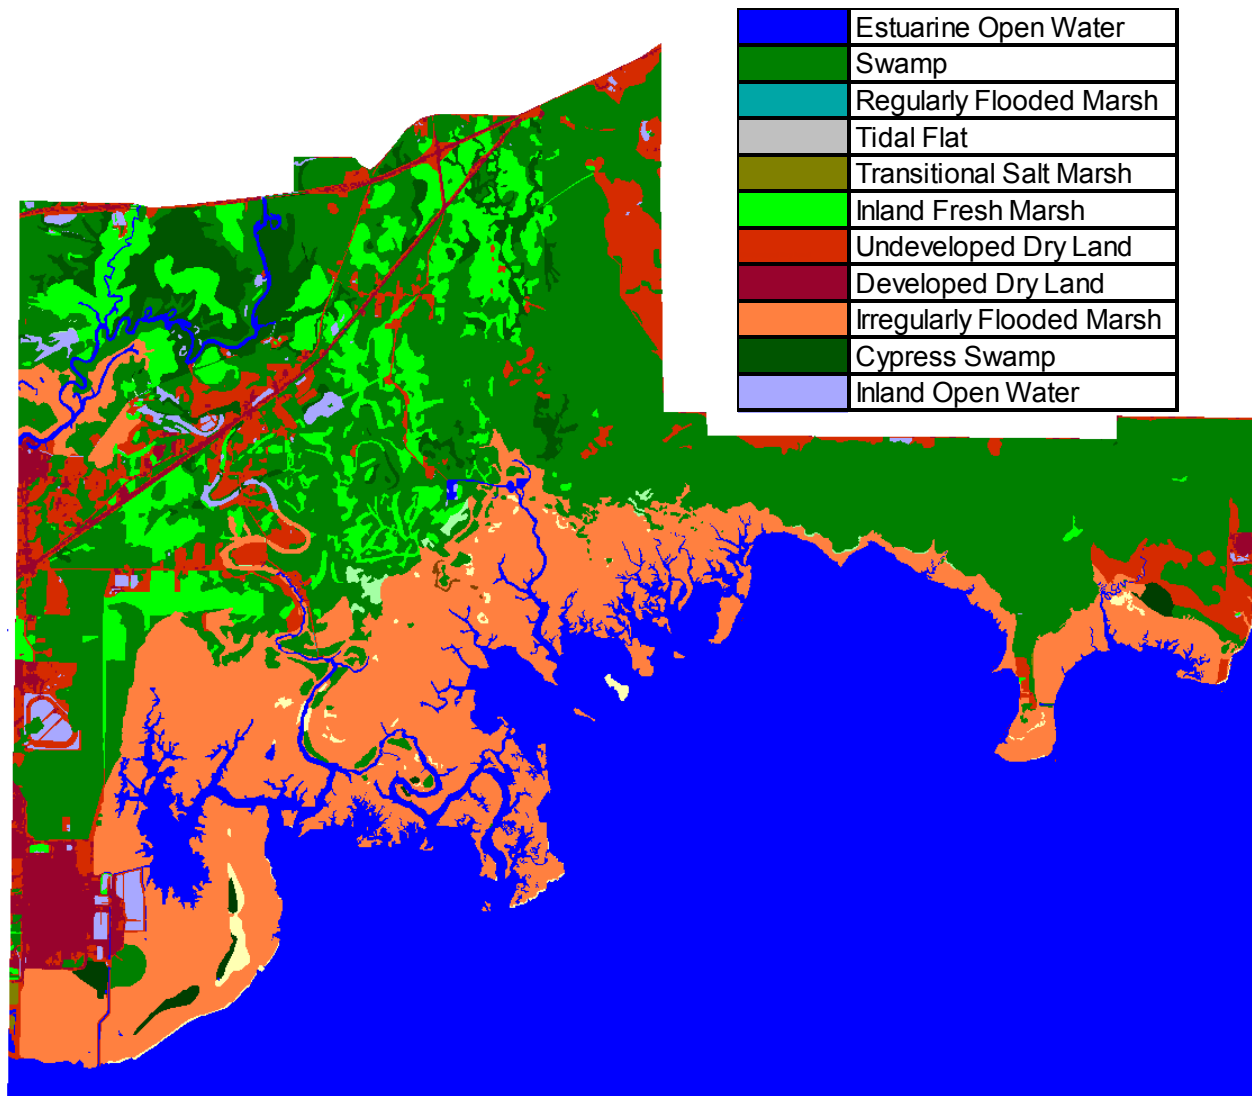 Estuarine Open Water
Swamp
Regularly Flooded Marsh
Tidal Flat
Transitional Salt Marsh
Inland Fresh Marsh
Undeveloped Dry Land
Developed Dry Land
Irregularly Flooded Marsh
Cypress Swamp
Inland Open Water